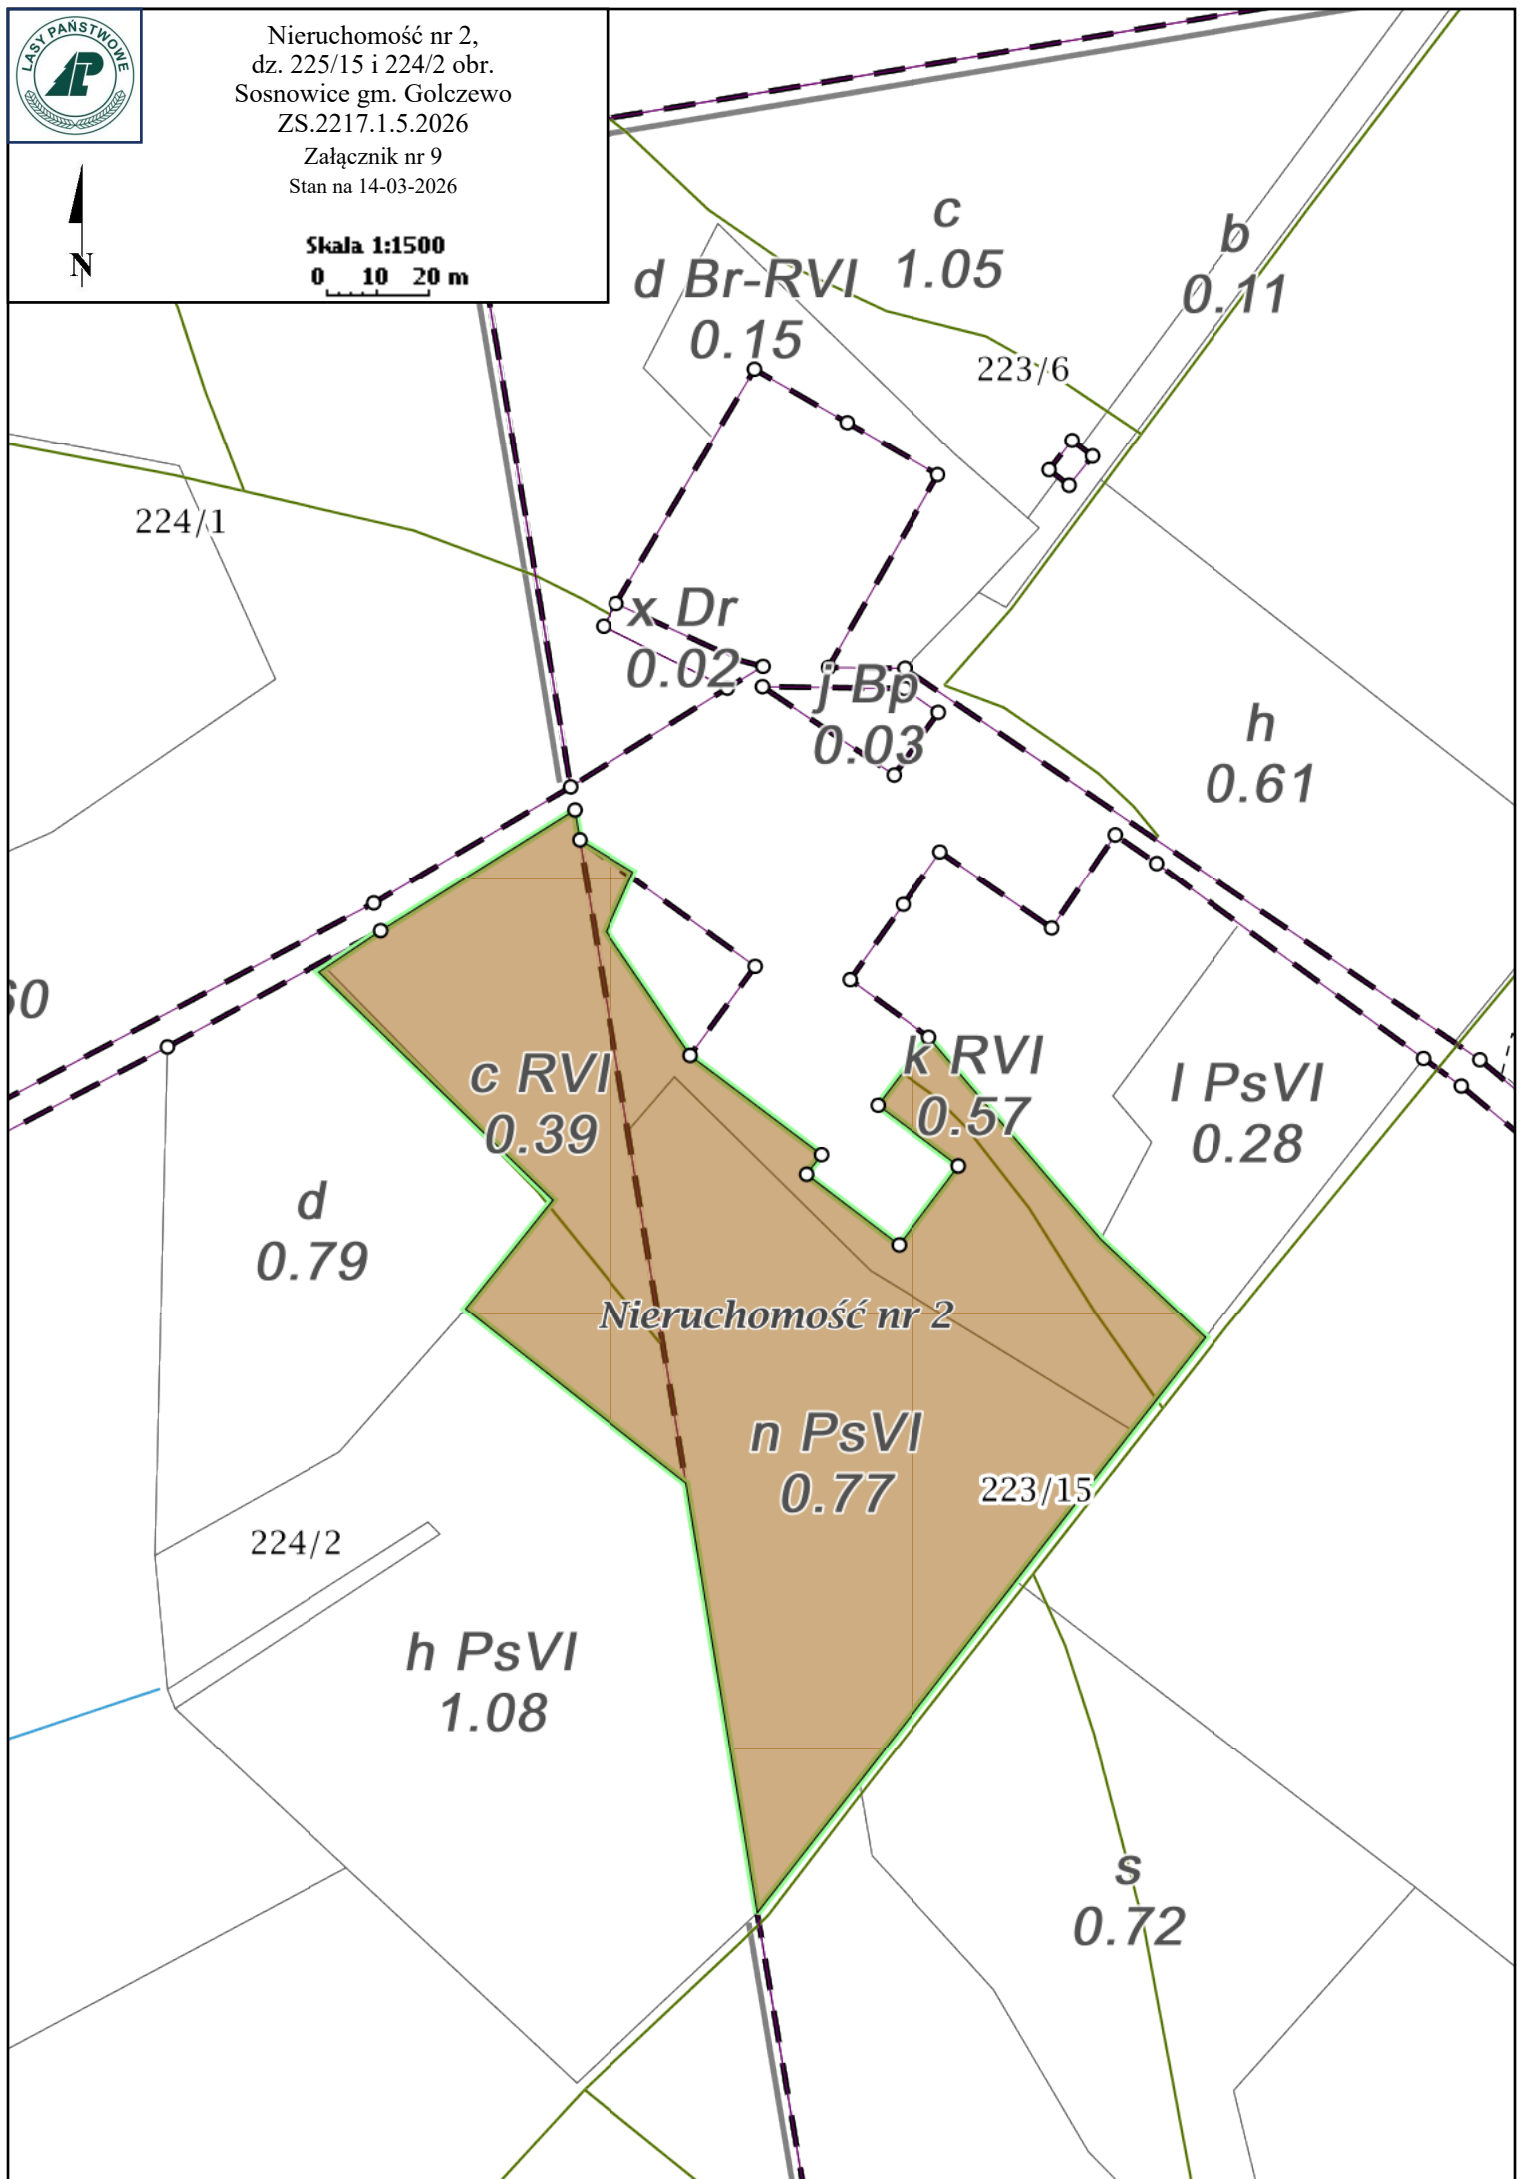 LASY PAŃSTWOWE
LP
Nieruchomość nr 2,
dz. 225/15 i 224/2 obr.
Sosnowice gm. Golczewo
ZS.2217.1.5.2026
Załącznik nr 9
Stan na 14-03-2026
N
Skala 1:1500
0 10 20 m
c
1.05
b
0.11
d Br-RVI
0.15
223/6
224/1
x Dr
0.02
j Bp
0.03
h
0.61
c RVI
0.39
k RVI
0.57
l PsVI
0.28
d
0.79
Nieruchomość nr 2
n PsVI
0.77
223/15
224/2
h PsVI
1.08
s
0.72